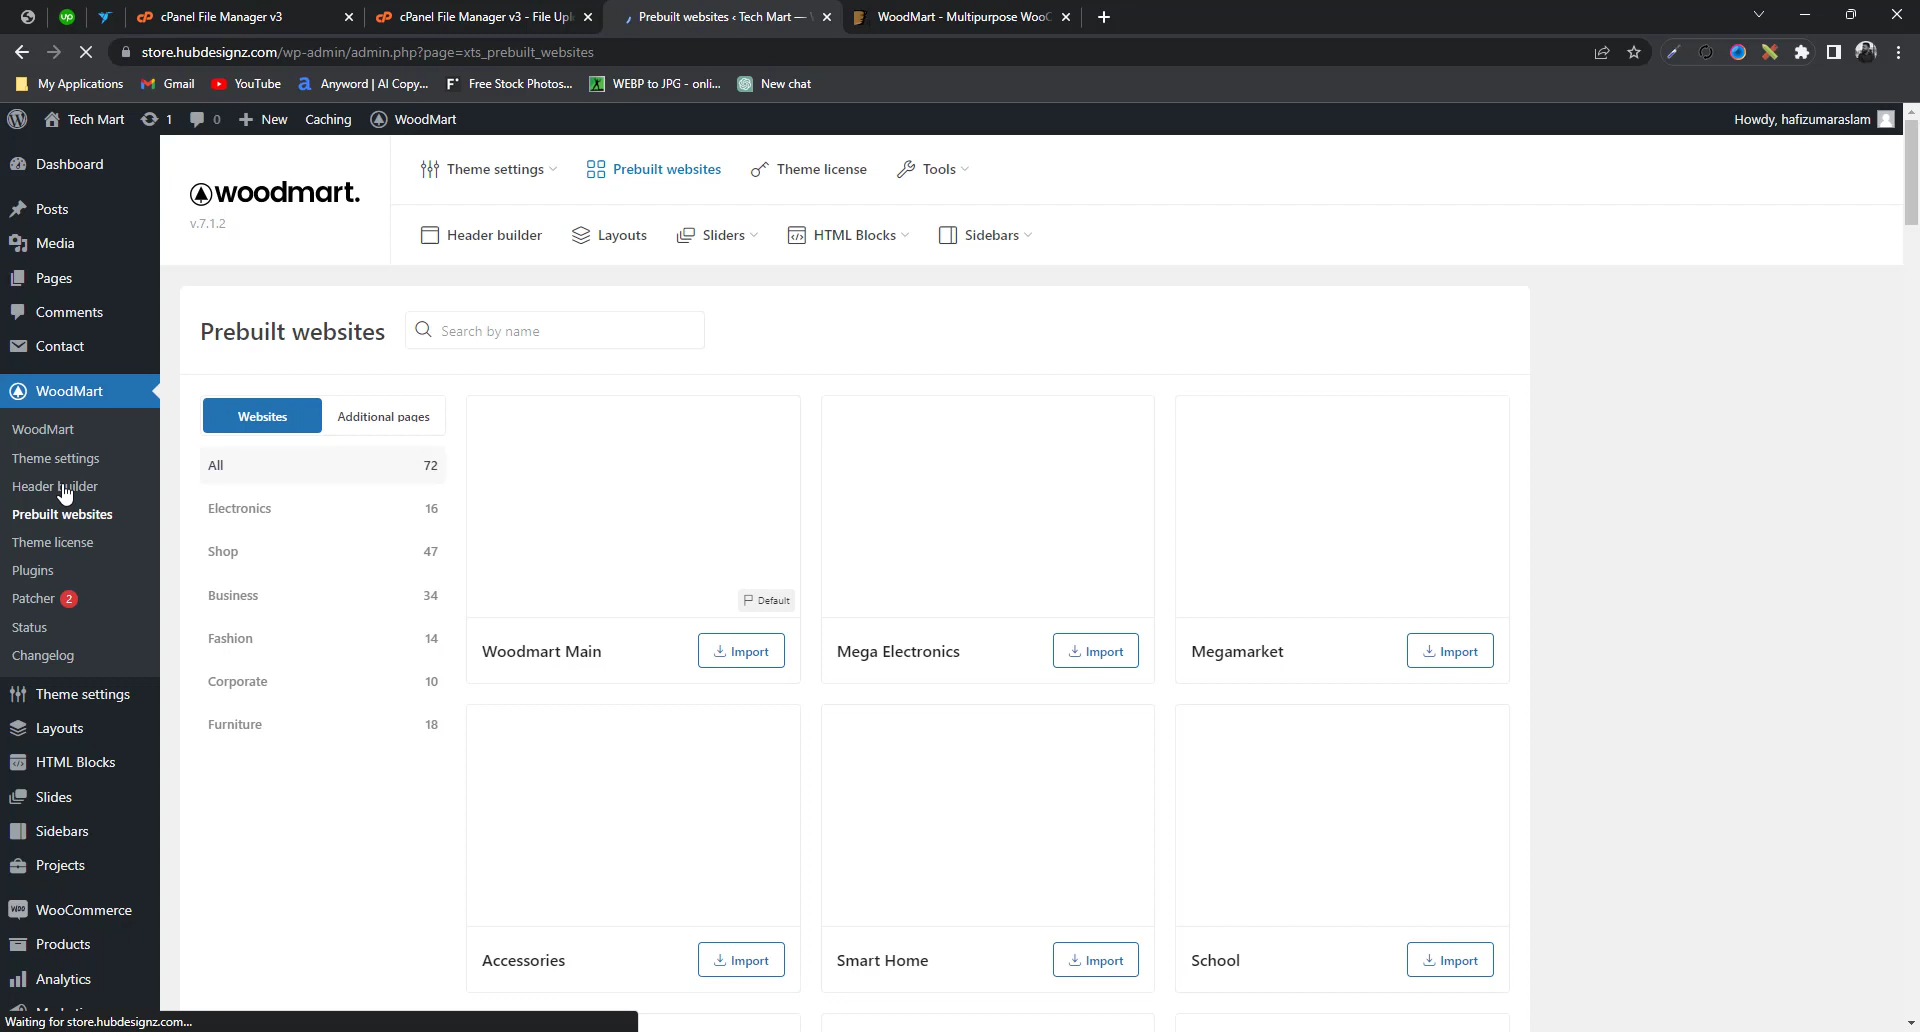 cPanel File Manager v3
cPanel File Manager v3 - File Upl
Prebuilt websites ‹ Tech Mart —
WoodMart - Multipurpose WooC
store.hubdesignz.com/wp-admin/admin.php?page=xts_prebuilt_websites
My Applications
Gmail
YouTube
Anyword | AI Copy...
Free Stock Photos...
WEBP to JPG - onli...
New chat
Tech Mart
1
0
New
Caching
WoodMart
Howdy, hafizumaraslam
Dashboard
Posts
Media
Pages
Comments
Contact
WoodMart
WoodMart
Theme settings
Header builder
Prebuilt websites
Theme license
Plugins
Patcher 2
Status
Changelog
Theme settings
Layouts
HTML Blocks
Slides
Sidebars
Projects
WooCommerce
Products
Analytics
Waiting for store.hubdesignz.com...
woodmart.
v.7.1.2
Theme settings
Prebuilt websites
Theme license
Tools
Header builder
Layouts
Sliders
HTML Blocks
Sidebars
Prebuilt websites
Search by name
Websites
Additional pages
All 72
Electronics 16
Shop 47
Business 34
Fashion 14
Corporate 10
Furniture 18
Default
Woodmart Main
Import
Mega Electronics
Import
Megamarket
Import
Accessories
Import
Smart Home
Import
School
Import